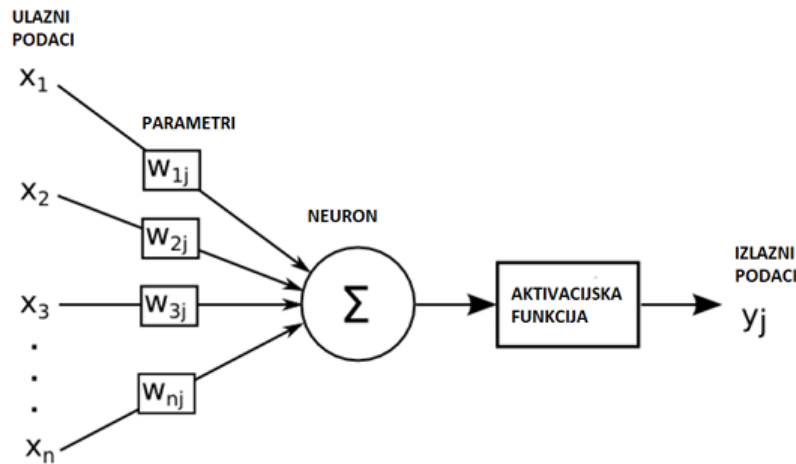 ULAZNI
PODACI
x1
PARAMETRI
w1j
x2
w2j
NEURON
x3
w3j
Σ
AKTIVACIJSKA
FUNKCIJA
IZLAZNI
PODACI
yj
.
.
.
wnj
xn